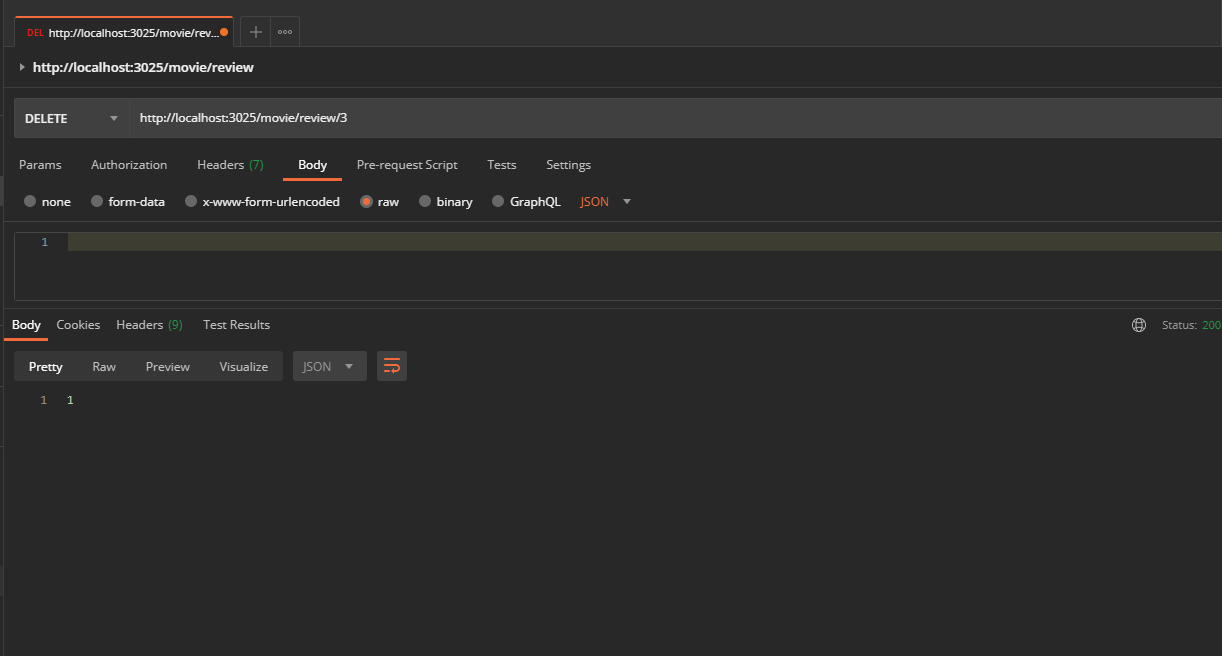 DEL http://localhost:3025/movie/rev...
http://localhost:3025/movie/review
DELETE http://localhost:3025/movie/review/3
Params Authorization Headers (7) Body Pre-request Script Tests Settings
none form-data x-www-form-urlencoded raw binary GraphQL JSON
1
Body Cookies Headers (9) Test Results Status: 200
Pretty Raw Preview Visualize JSON
1 1